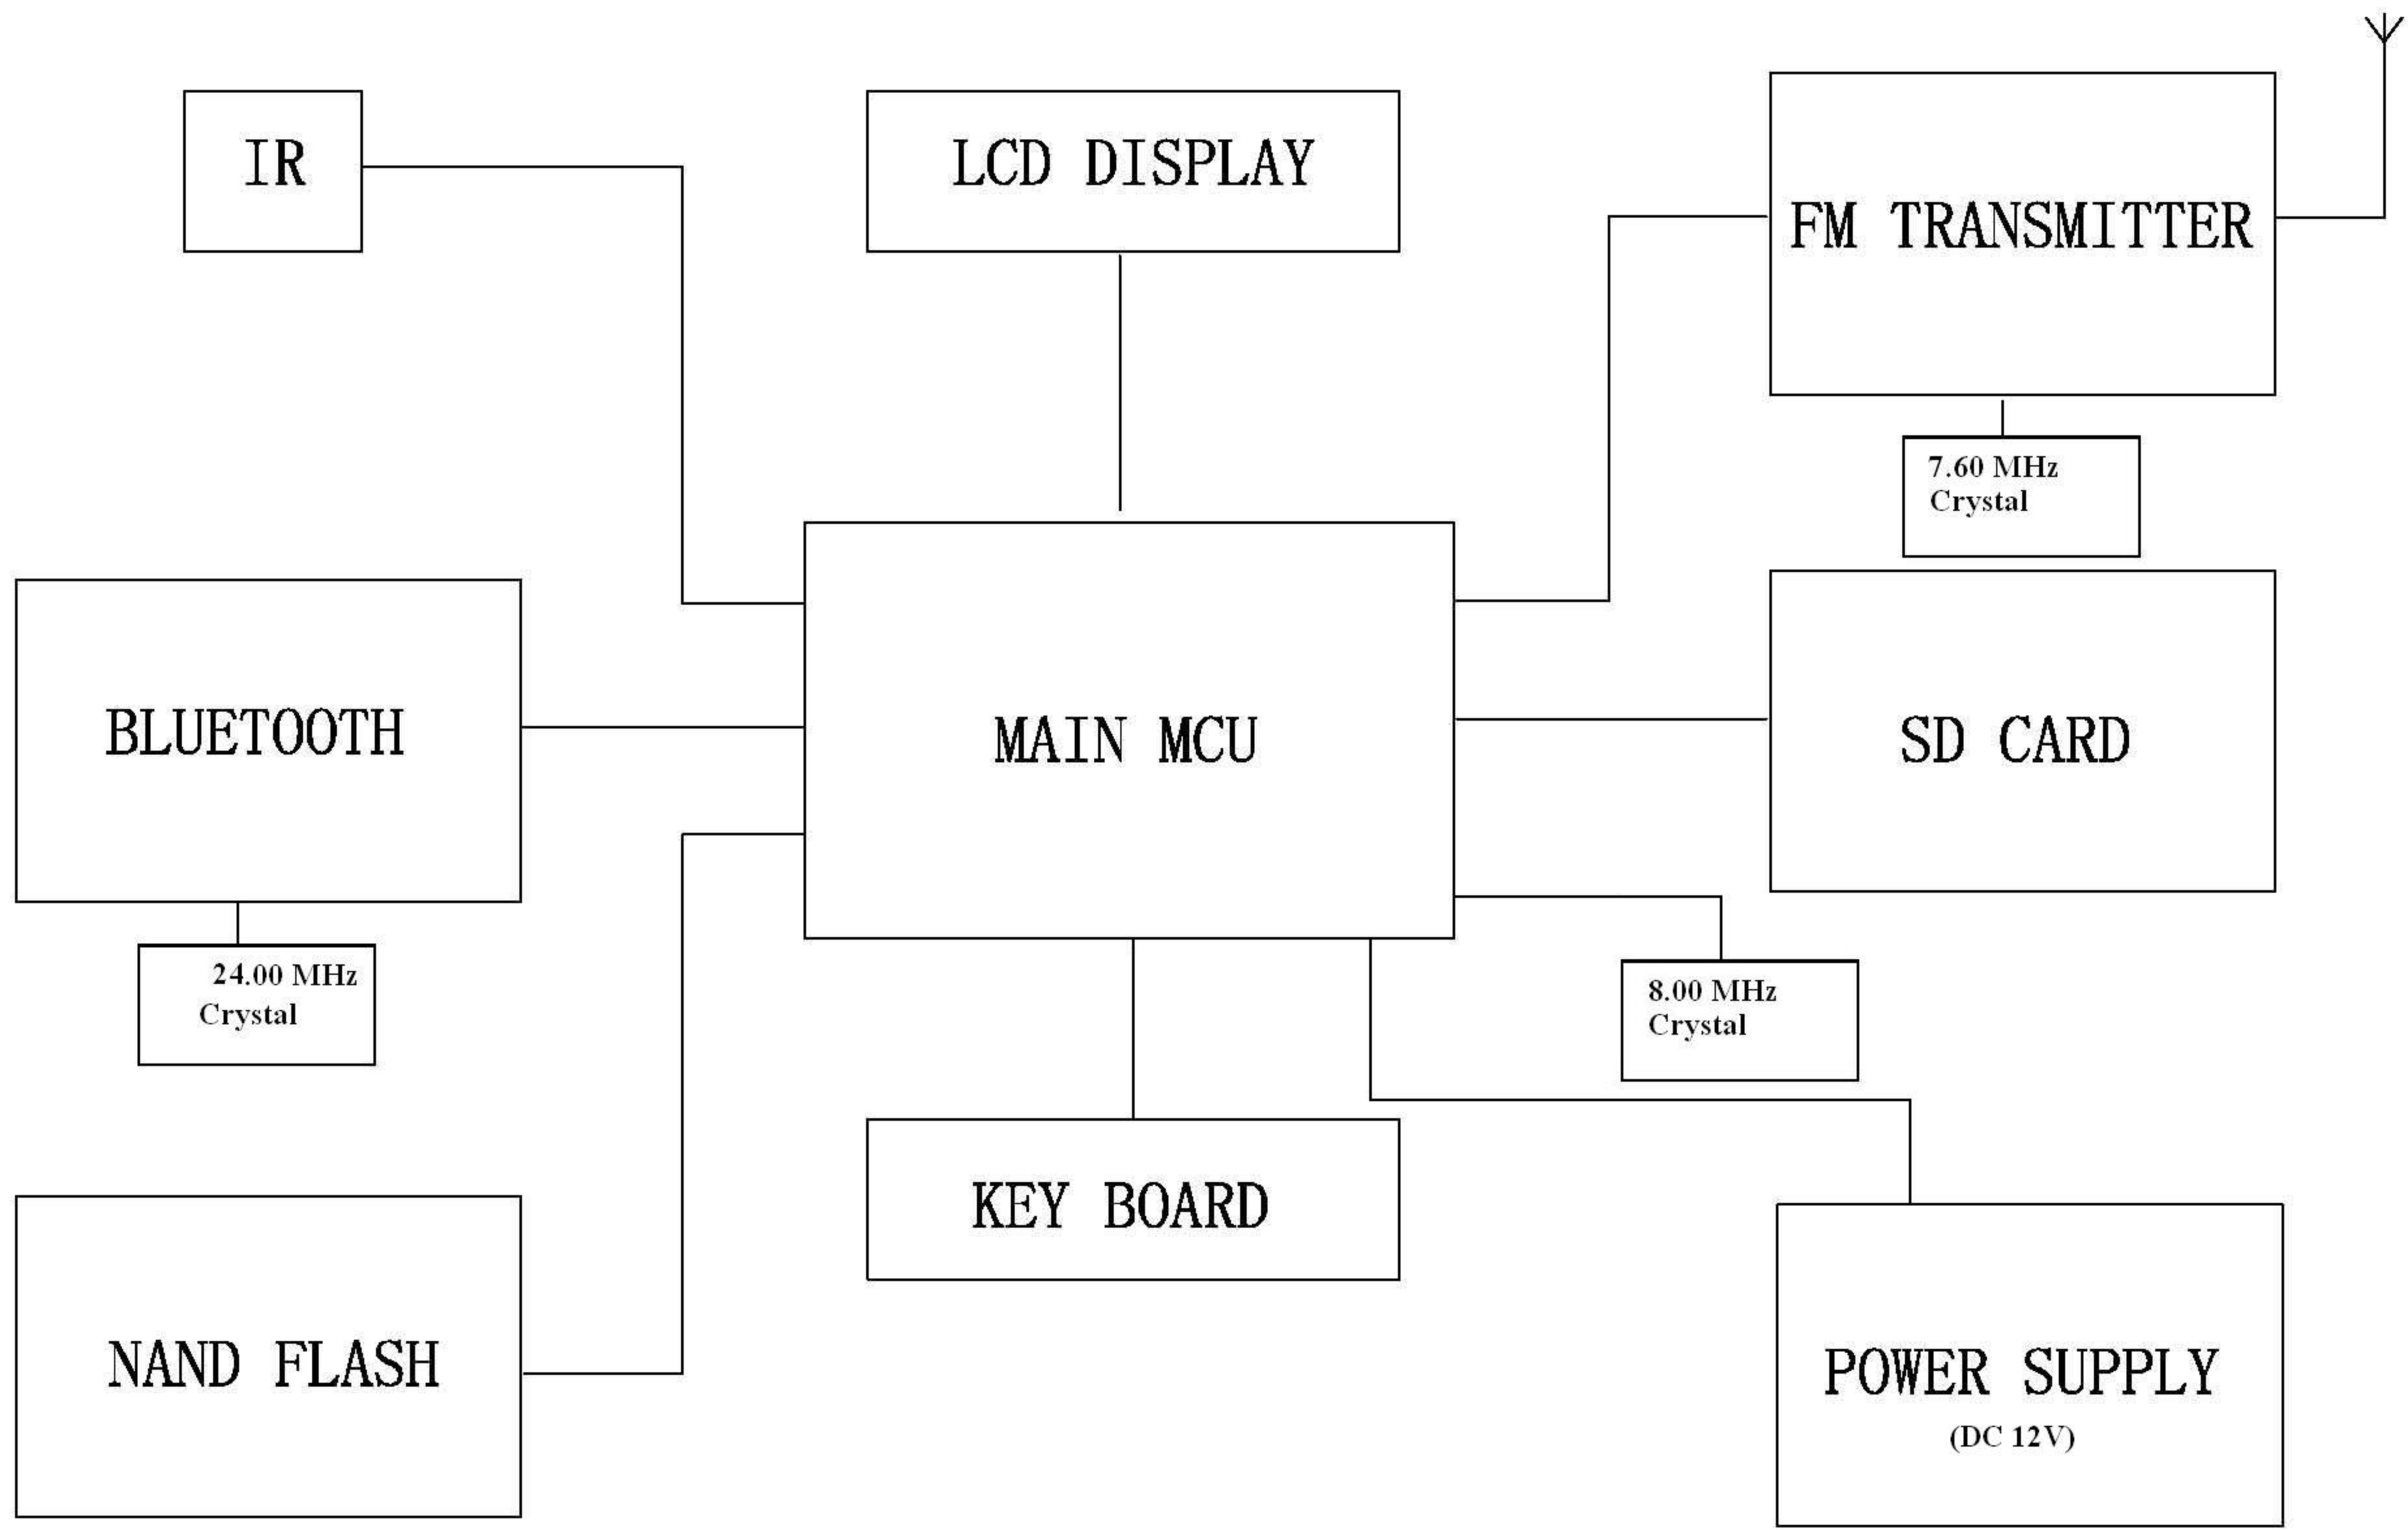 IR
LCD DISPLAY
FM TRANSMITTER
7.60 MHz
Crystal
BLUETOOTH
MAIN MCU
SD CARD
24.00 MHz
Crystal
8.00 MHz
Crystal
KEY BOARD
NAND FLASH
POWER SUPPLY
(DC 12V)